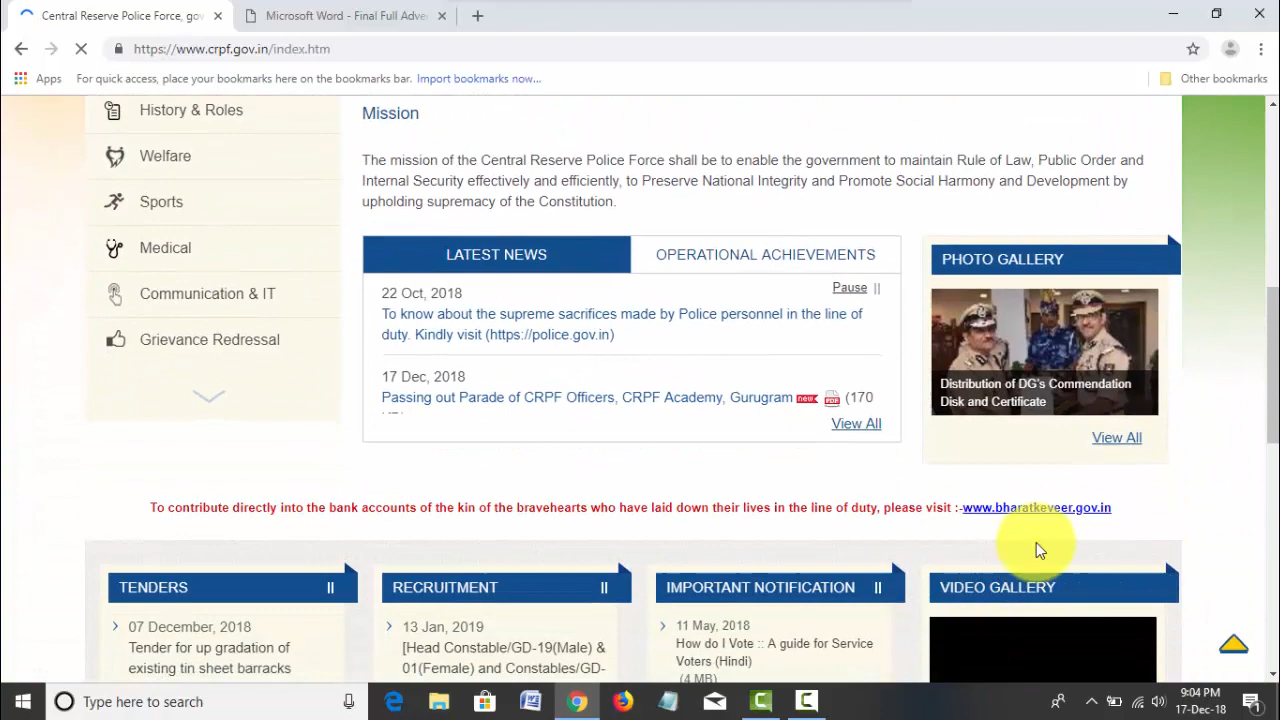 Central Reserve Police Force, gov
Microsoft Word - Final Full Adve
https://www.crpf.gov.in/index.htm
Apps
For quick access, place your bookmarks here on the bookmarks bar. Import bookmarks now...
Other bookmarks
History & Roles
Welfare
Sports
Medical
Communication & IT
Grievance Redressal
Mission
The mission of the Central Reserve Police Force shall be to enable the government to maintain Rule of Law, Public Order and
Internal Security effectively and efficiently, to Preserve National Integrity and Promote Social Harmony and Development by
upholding supremacy of the Constitution.
LATEST NEWS
OPERATIONAL ACHIEVEMENTS
Pause
22 Oct, 2018
To know about the supreme sacrifices made by Police personnel in the line of
duty. Kindly visit (https://police.gov.in)
17 Dec, 2018
Passing out Parade of CRPF Officers, CRPF Academy, Gurugram new PDF (170
View All
PHOTO GALLERY
Distribution of DG's Commendation
Disk and Certificate
View All
To contribute directly into the bank accounts of the kin of the bravehearts who have laid down their lives in the line of duty, please visit :-www.bharatkeveer.gov.in
TENDERS
07 December, 2018
Tender for up gradation of
existing tin sheet barracks
RECRUITMENT
13 Jan, 2019
[Head Constable/GD-19(Male) &
01(Female) and Constables/GD-
IMPORTANT NOTIFICATION
11 May, 2018
How do I Vote :: A guide for Service
Voters (Hindi)
(4 MB)
VIDEO GALLERY
Type here to search
9:04 PM
17-Dec-18
1